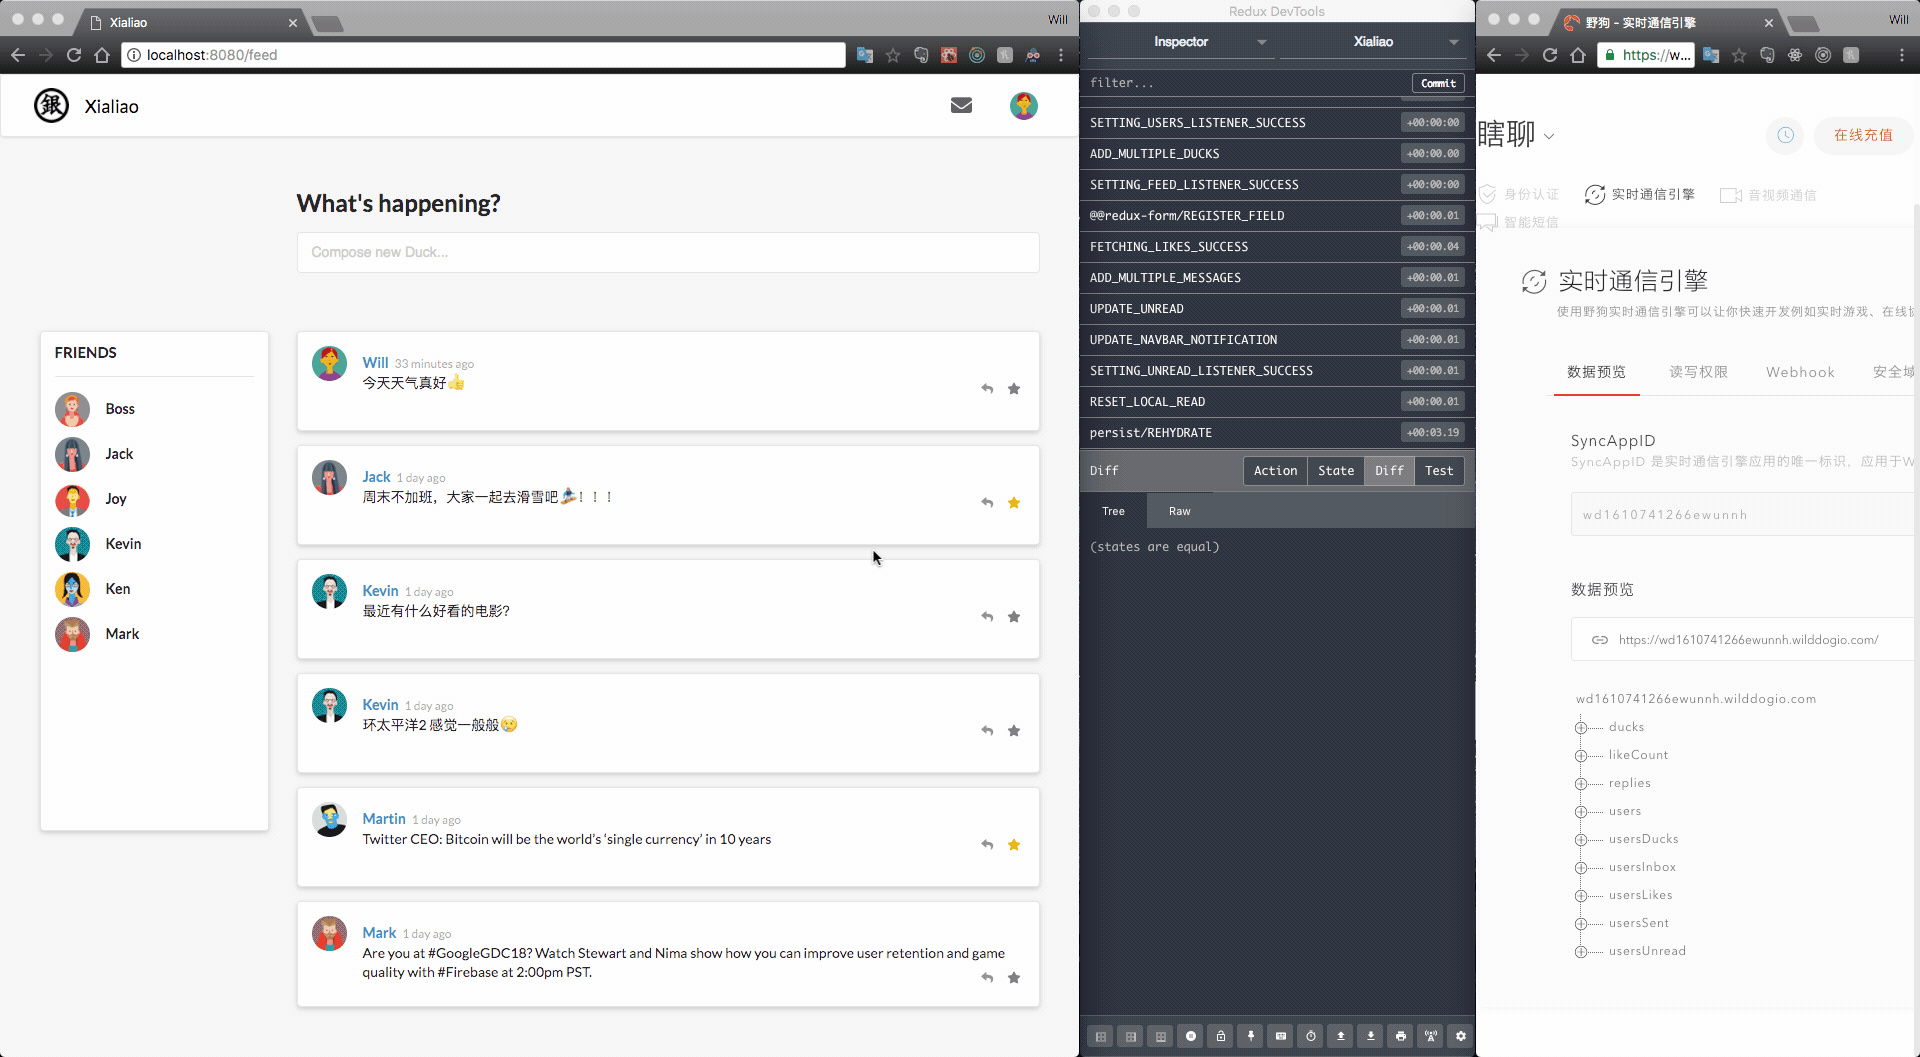 Xialiao
Will
localhost:8080/feed
銀 Xialiao
What's happening?
Compose new Duck...
FRIENDS
Boss
Jack
Joy
Kevin
Ken
Mark
Will 33 minutes ago
今天天气真好👍
Jack 1 day ago
周末不加班，大家一起去滑雪吧🏂！！！
Kevin 1 day ago
最近有什么好看的电影?
Kevin 1 day ago
环太平洋2 感觉一般般😢
Martin 1 day ago
Twitter CEO: Bitcoin will be the world’s ‘single currency’ in 10 years
Mark 1 day ago
Are you at #GoogleGDC18? Watch Stewart and Nima show how you can improve user retention and game
quality with #Firebase at 2:00pm PST.
Redux DevTools
Inspector Xialiao
filter... Commit
SETTING_USERS_LISTENER_SUCCESS +00:00:00
ADD_MULTIPLE_DUCKS +00:00.00
SETTING_FEED_LISTENER_SUCCESS +00:00:00
@@redux-form/REGISTER_FIELD +00:00.01
FETCHING_LIKES_SUCCESS +00:00.04
ADD_MULTIPLE_MESSAGES +00:00.01
UPDATE_UNREAD +00:00.01
UPDATE_NAVBAR_NOTIFICATION +00:00.01
SETTING_UNREAD_LISTENER_SUCCESS +00:00.01
RESET_LOCAL_READ +00:00.01
persist/REHYDRATE +00:03.19
Diff Action State Diff Test
Tree Raw
(states are equal)
野狗 - 实时通信引擎
Will
https://w...
瞎聊
在线充值
身份认证 实时通信引擎 音视频通信
智能短信
实时通信引擎
使用野狗实时通信引擎可以让你快速开发例如实时游戏、在线协
数据预览 读写权限 Webhook 安全域
SyncAppID
SyncAppID 是实时通信引擎应用的唯一标识，应用于W
wd1610741266ewunnh
数据预览
https://wd1610741266ewunnh.wilddogio.com/
wd1610741266ewunnh.wilddogio.com
ducks
likeCount
replies
users
usersDucks
usersInbox
usersLikes
usersSent
usersUnread